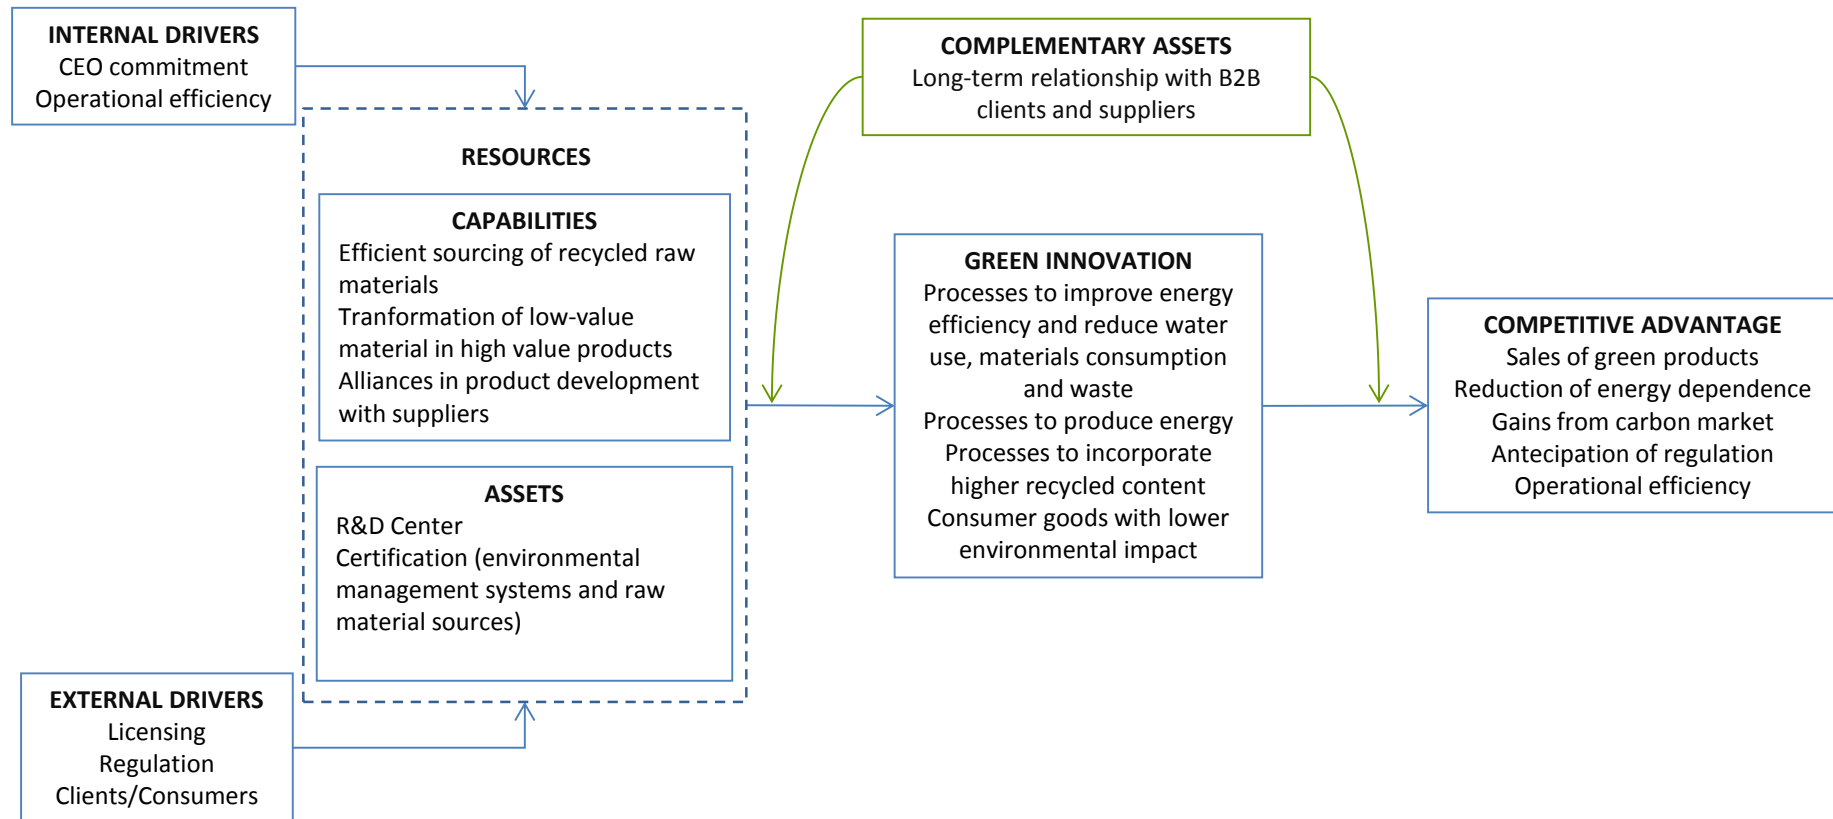 INTERNAL DRIVERS
CEO commitment
Operational efficiency
COMPLEMENTARY ASSETS
Long-term relationship with B2B
clients and suppliers
RESOURCES
CAPABILITIES
Efficient sourcing of recycled raw
materials
Tranformation of low-value
material in high value products
Alliances in product development
with suppliers
ASSETS
R&D Center
Certification (environmental
management systems and raw
material sources)
EXTERNAL DRIVERS
Licensing
Regulation
Clients/Consumers
GREEN INNOVATION
Processes to improve energy
efficiency and reduce water
use, materials consumption
and waste
Processes to produce energy
Processes to incorporate
higher recycled content
Consumer goods with lower
environmental impact
COMPETITIVE ADVANTAGE
Sales of green products
Reduction of energy dependence
Gains from carbon market
Antecipation of regulation
Operational efficiency